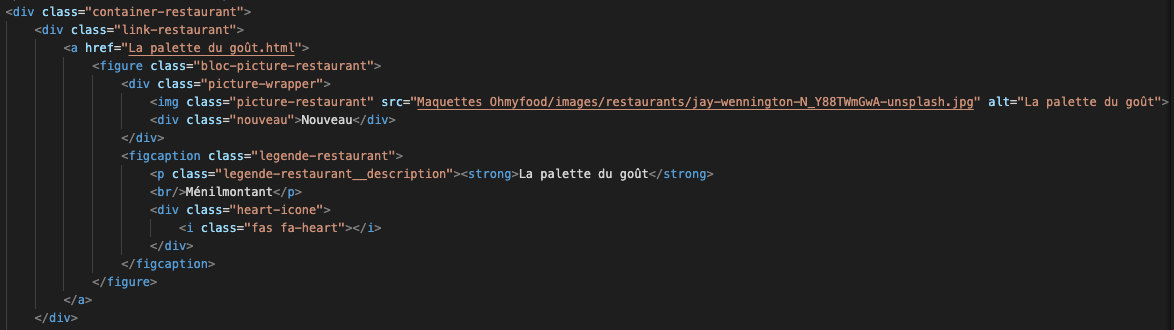 <div class="container-restaurant">
<div class="link-restaurant">
<a href="La palette du goût.html">
<figure class="bloc-picture-restaurant">
<div class="picture-wrapper">
<img class="picture-restaurant" src="Maquettes Ohmyfood/images/restaurants/jay-wennington-N_Y88TWmGwA-unsplash.jpg" alt="La palette du goût">
<div class="nouveau">Nouveau</div>
</div>
<figcaption class="legende-restaurant">
<p class="legende-restaurant__description"><strong>La palette du goût</strong>
<br/>Ménilmontant</p>
<div class="heart-icone">
<i class="fas fa-heart"></i>
</div>
</figcaption>
</figure>
</a>
</div>